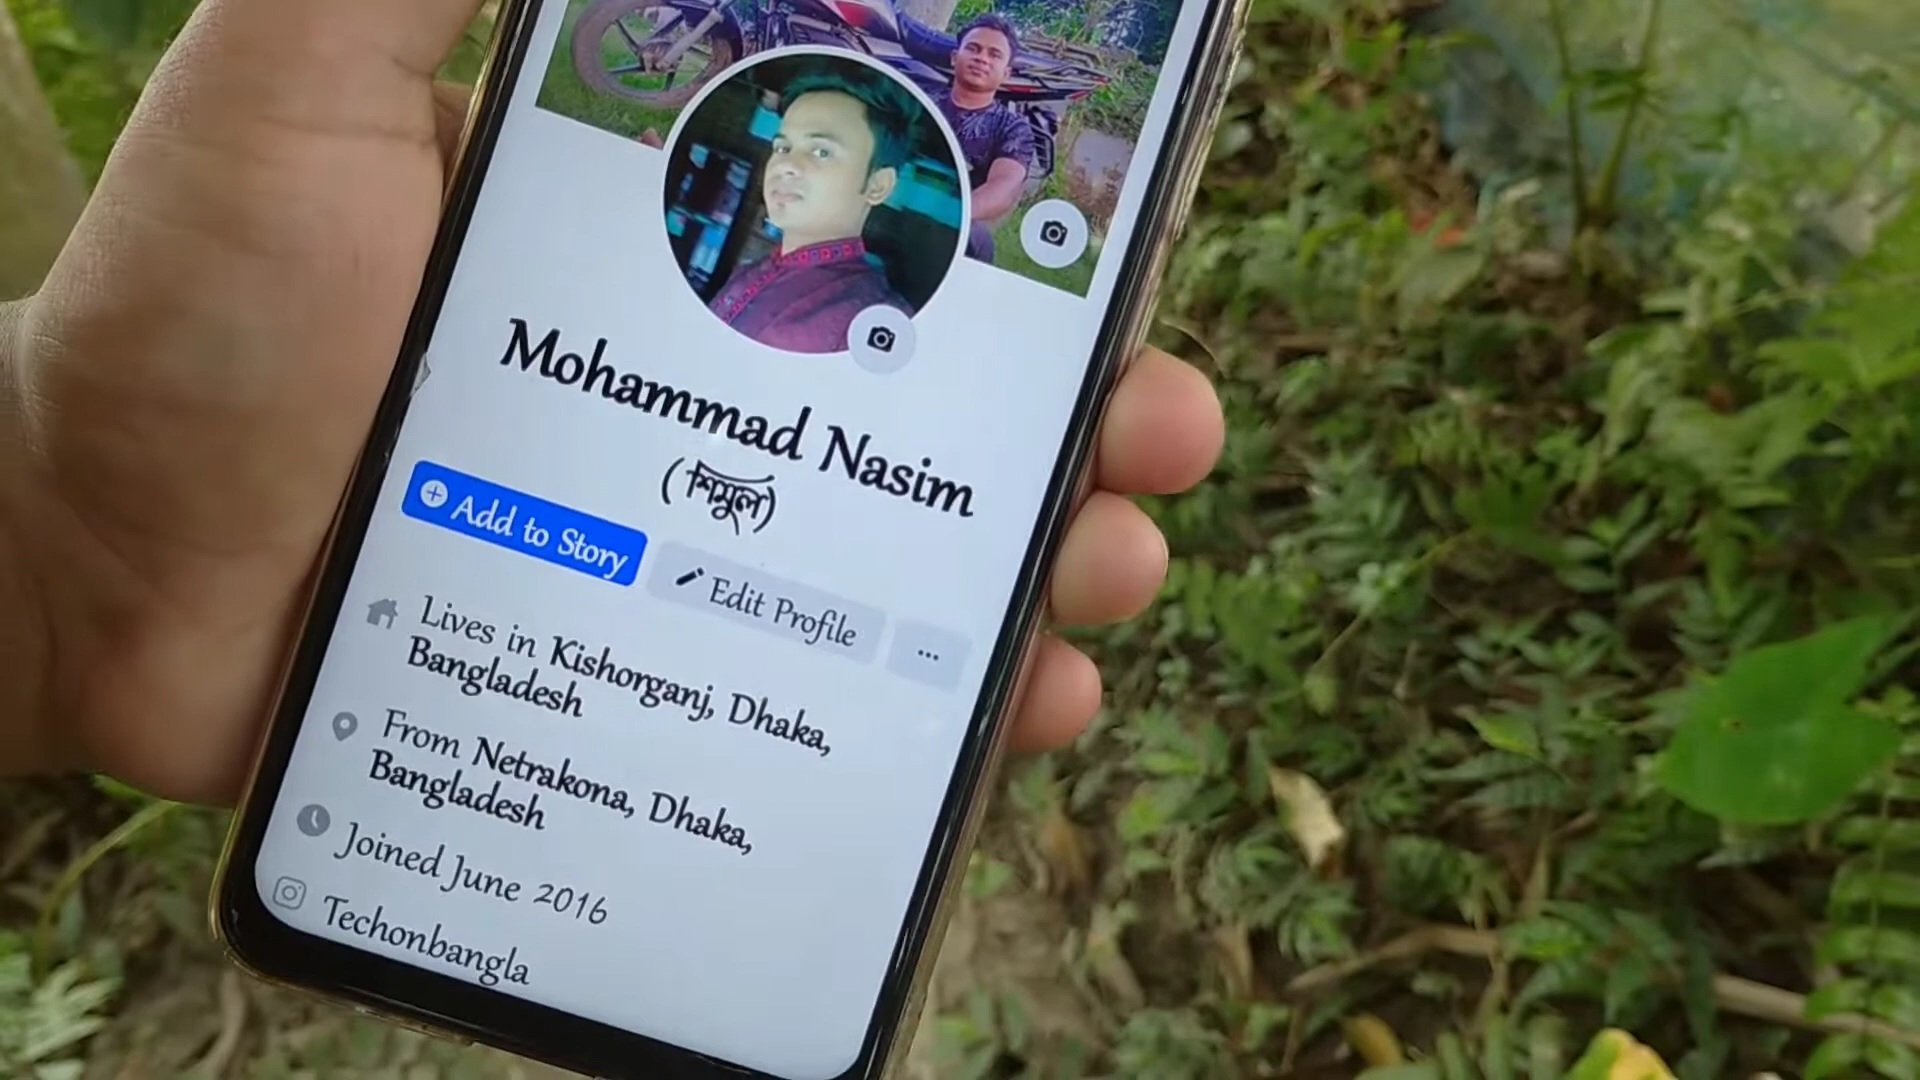 Mohammad Nasim
(শিমুল)
Add to Story
Edit Profile
Lives in Kishorganj, Dhaka,
Bangladesh
From Netrakona, Dhaka,
Bangladesh
Joined June 2016
Techonbangla